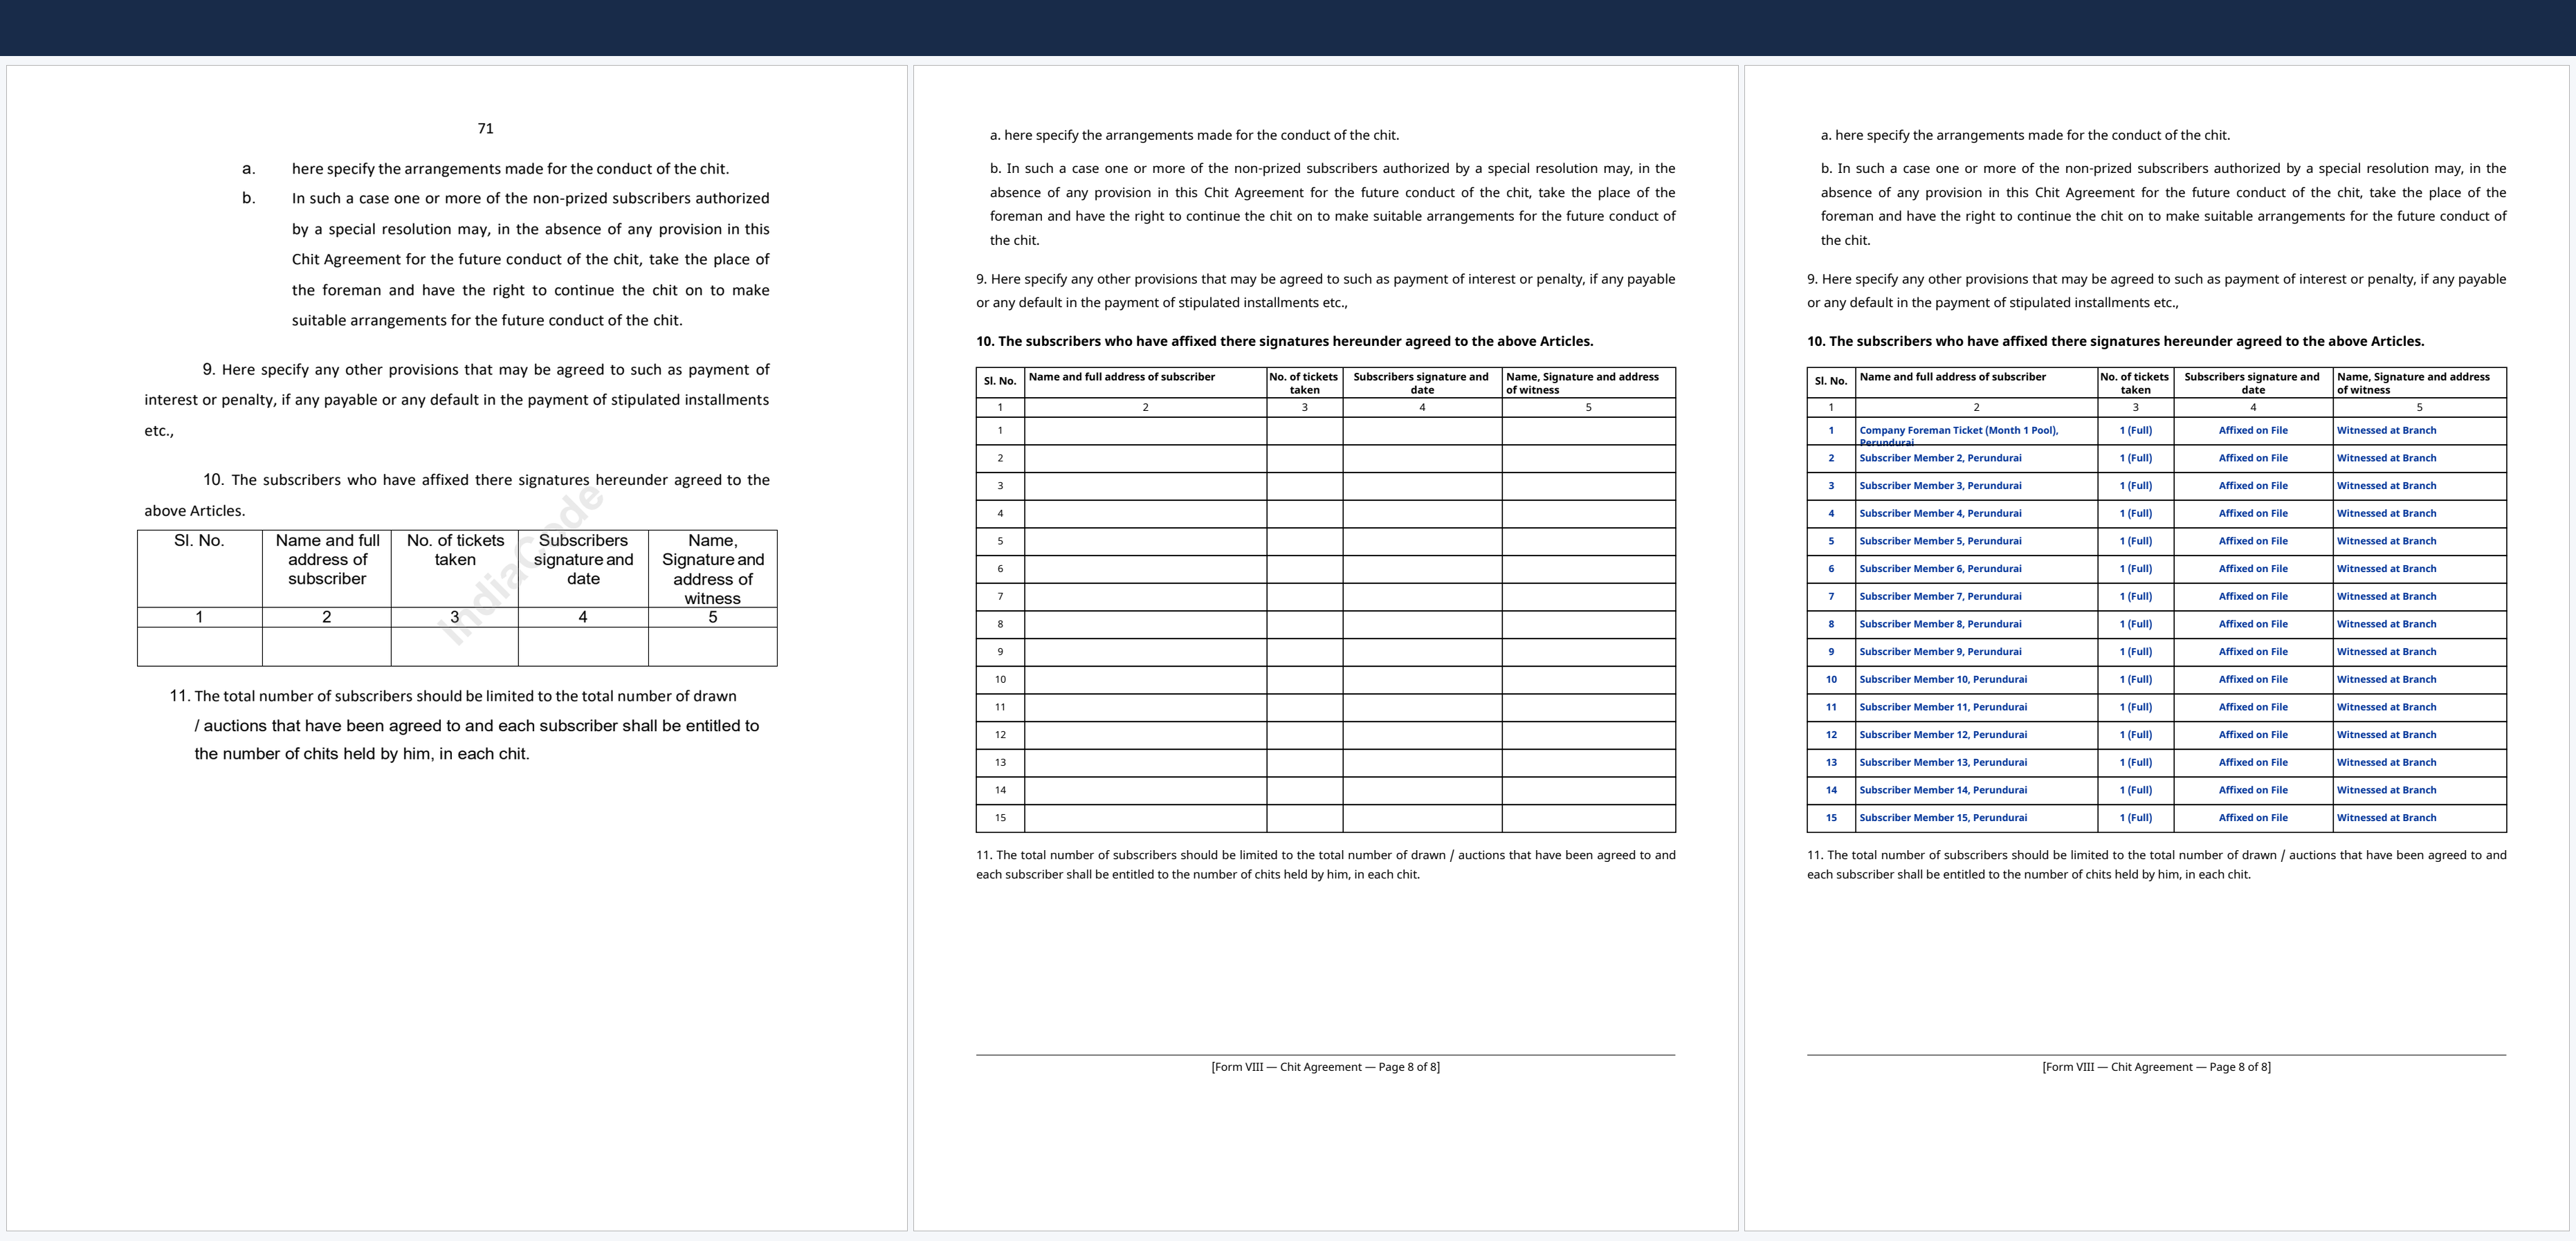 71
a. here specify the arrangements made for the conduct of the chit.
b. In such a case one or more of the non-prized subscribers authorized
by a special resolution may, in the absence of any provision in this
Chit Agreement for the future conduct of the chit, take the place of
the foreman and have the right to continue the chit on to make
suitable arrangements for the future conduct of the chit.
9. Here specify any other provisions that may be agreed to such as payment of
interest or penalty, if any payable or any default in the payment of stipulated installments
etc.,
10. The subscribers who have affixed there signatures hereunder agreed to the
above Articles.
IndiaCode
Sl. No. Name and full No. of tickets Subscribers Name,
address of taken signature and Signature and
subscriber date address of
witness
1 2 3 4 5
11. The total number of subscribers should be limited to the total number of drawn
/ auctions that have been agreed to and each subscriber shall be entitled to
the number of chits held by him, in each chit.
a. here specify the arrangements made for the conduct of the chit.
b. In such a case one or more of the non-prized subscribers authorized by a special resolution may, in the
absence of any provision in this Chit Agreement for the future conduct of the chit, take the place of the
foreman and have the right to continue the chit on to make suitable arrangements for the future conduct of
the chit.
9. Here specify any other provisions that may be agreed to such as payment of interest or penalty, if any payable
or any default in the payment of stipulated installments etc.,
10. The subscribers who have affixed there signatures hereunder agreed to the above Articles.
Sl. No. Name and full address of subscriber No. of tickets Subscribers signature and Name, Signature and address
taken date of witness
1 2 3 4 5
1
2
3
4
5
6
7
8
9
10
11
12
13
14
15
11. The total number of subscribers should be limited to the total number of drawn / auctions that have been agreed to and
each subscriber shall be entitled to the number of chits held by him, in each chit.
[Form VIII — Chit Agreement — Page 8 of 8]
a. here specify the arrangements made for the conduct of the chit.
b. In such a case one or more of the non-prized subscribers authorized by a special resolution may, in the
absence of any provision in this Chit Agreement for the future conduct of the chit, take the place of the
foreman and have the right to continue the chit on to make suitable arrangements for the future conduct of
the chit.
9. Here specify any other provisions that may be agreed to such as payment of interest or penalty, if any payable
or any default in the payment of stipulated installments etc.,
10. The subscribers who have affixed there signatures hereunder agreed to the above Articles.
Sl. No. Name and full address of subscriber No. of tickets Subscribers signature and Name, Signature and address
taken date of witness
1 2 3 4 5
1 Company Foreman Ticket (Month 1 Pool), 1 (Full) Affixed on File Witnessed at Branch
Perundurai
2 Subscriber Member 2, Perundurai 1 (Full) Affixed on File Witnessed at Branch
3 Subscriber Member 3, Perundurai 1 (Full) Affixed on File Witnessed at Branch
4 Subscriber Member 4, Perundurai 1 (Full) Affixed on File Witnessed at Branch
5 Subscriber Member 5, Perundurai 1 (Full) Affixed on File Witnessed at Branch
6 Subscriber Member 6, Perundurai 1 (Full) Affixed on File Witnessed at Branch
7 Subscriber Member 7, Perundurai 1 (Full) Affixed on File Witnessed at Branch
8 Subscriber Member 8, Perundurai 1 (Full) Affixed on File Witnessed at Branch
9 Subscriber Member 9, Perundurai 1 (Full) Affixed on File Witnessed at Branch
10 Subscriber Member 10, Perundurai 1 (Full) Affixed on File Witnessed at Branch
11 Subscriber Member 11, Perundurai 1 (Full) Affixed on File Witnessed at Branch
12 Subscriber Member 12, Perundurai 1 (Full) Affixed on File Witnessed at Branch
13 Subscriber Member 13, Perundurai 1 (Full) Affixed on File Witnessed at Branch
14 Subscriber Member 14, Perundurai 1 (Full) Affixed on File Witnessed at Branch
15 Subscriber Member 15, Perundurai 1 (Full) Affixed on File Witnessed at Branch
11. The total number of subscribers should be limited to the total number of drawn / auctions that have been agreed to and
each subscriber shall be entitled to the number of chits held by him, in each chit.
[Form VIII — Chit Agreement — Page 8 of 8]